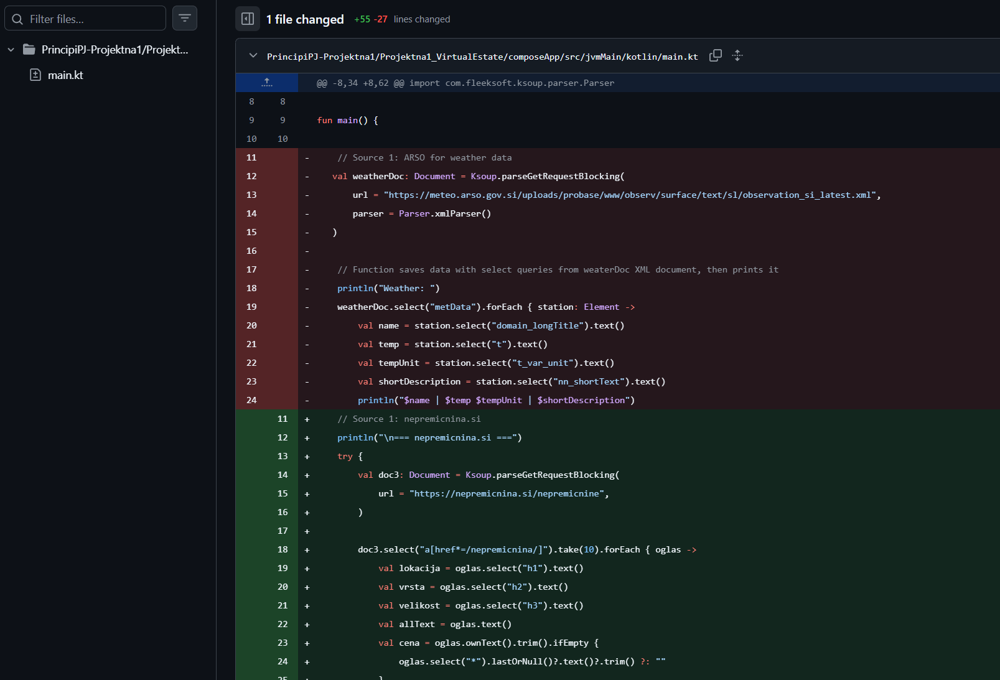 Filter files...
PrincipiPJ-Projektna1/Projekt...
main.kt
1 file changed +55 -27 lines changed
PrincipiPJ-Projektna1/Projektna1_VirtualEstate/composeApp/src/jvmMain/kotlin/main.kt
@@ -8,34 +8,62 @@ import com.fleeksoft.ksoup.parser.Parser
8 8
9 9 fun main() {
10 10
11 - // Source 1: ARSO for weather data
12 - val weatherDoc: Document = Ksoup.parseGetRequestBlocking(
13 - url = "https://meteo.arso.gov.si/uploads/probase/www/observ/surface/text/sl/observation_si_latest.xml",
14 - parser = Parser.xmlParser()
15 - )
16 -
17 - // Function saves data with select queries from weaterDoc XML document, then prints it
18 - println("Weather: ")
19 - weatherDoc.select("metData").forEach { station: Element ->
20 - val name = station.select("domain_longTitle").text()
21 - val temp = station.select("t").text()
22 - val tempUnit = station.select("t_var_unit").text()
23 - val shortDescription = station.select("nn_shortText").text()
24 - println("$name | $temp $tempUnit | $shortDescription")
11 + // Source 1: nepremicnina.si
12 + println("\n=== nepremicnina.si ===")
13 + try {
14 + val doc3: Document = Ksoup.parseGetRequestBlocking(
15 + url = "https://nepremicnina.si/nepremicnine",
16 + )
17 +
18 + doc3.select("a[href*=/nepremicnina/]").take(10).forEach { oglas ->
19 + val lokacija = oglas.select("h1").text()
20 + val vrsta = oglas.select("h2").text()
21 + val velikost = oglas.select("h3").text()
22 + val allText = oglas.text()
23 + val cena = oglas.ownText().trim().ifEmpty {
24 + oglas.select("*").lastOrNull()?.text()?.trim() ?: ""
25 + }